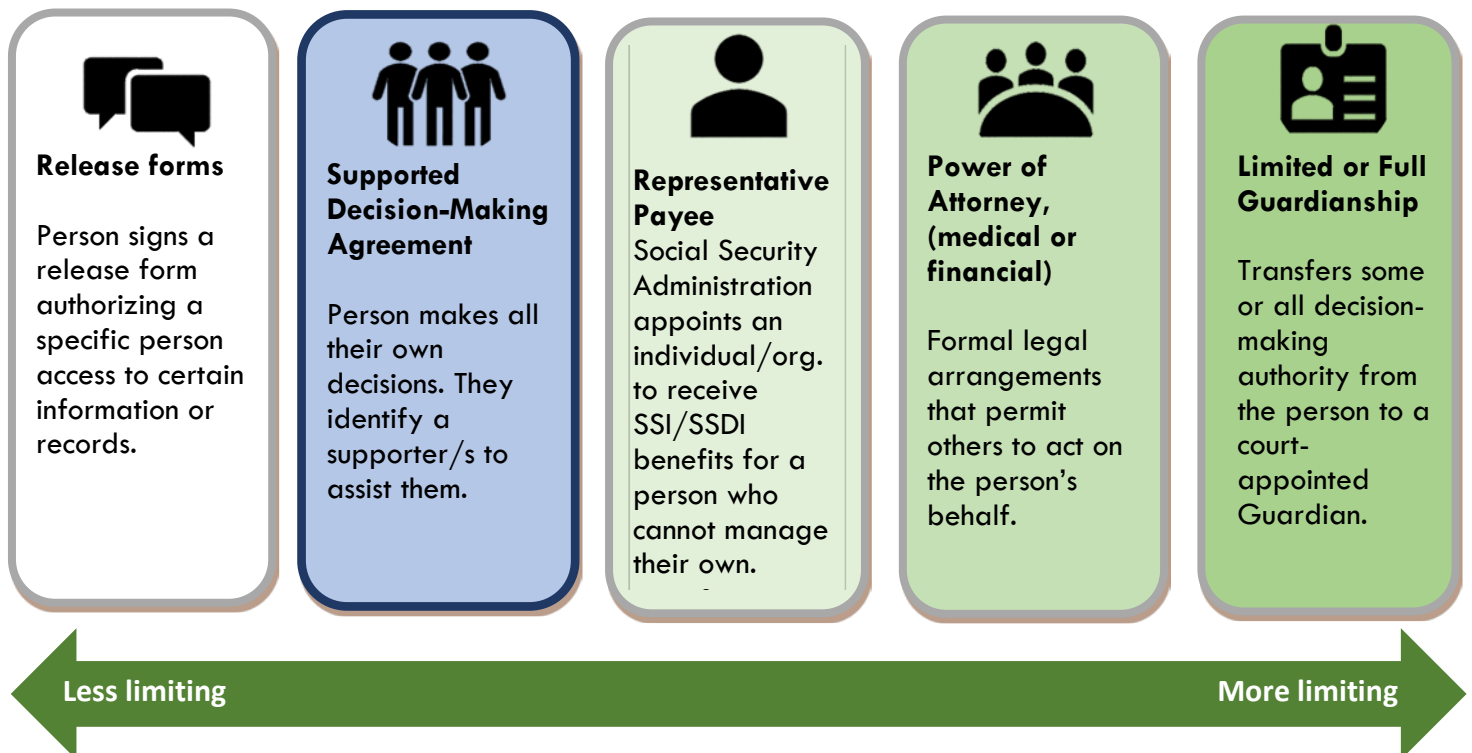 Release forms
Person signs a
release form
authorizing a
specific person
access to certain
information or
records.
Supported
Decision-Making
Agreement
Person makes all
their own
decisions. They
identify a
supporter/s to
assist them.
Representative
Payee
Social Security
Administration
appoints an
individual/org.
to receive
SSI/SSDI
benefits for a
person who
cannot manage
their own.
Power of
Attorney,
(medical or
financial)
Formal legal
arrangements
that permit
others to act on
the person’s
behalf.
Limited or Full
Guardianship
Transfers some
or all decision-
making
authority from
the person to a
court-
appointed
Guardian.
Less limiting
More limiting